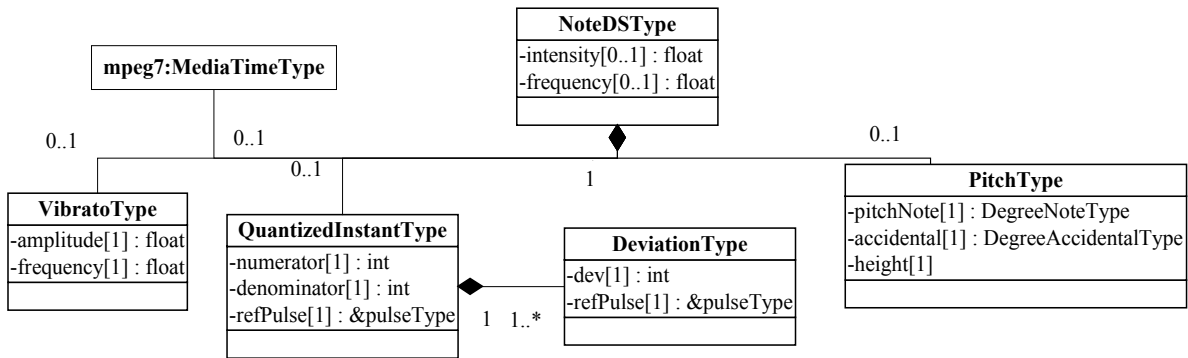 NoteDSType
-intensity[0..1] : float
-frequency[0..1] : float
mpeg7:MediaTimeType
0..1
0..1
0..1
0..1
1
VibratoType
-amplitude[1] : float
-frequency[1] : float
QuantizedInstantType
-numerator[1] : int
-denominator[1] : int
-refPulse[1] : &pulseType
1
1..*
DeviationType
-dev[1] : int
-refPulse[1] : &pulseType
PitchType
-pitchNote[1] : DegreeNoteType
-accidental[1] : DegreeAccidentalType
-height[1]